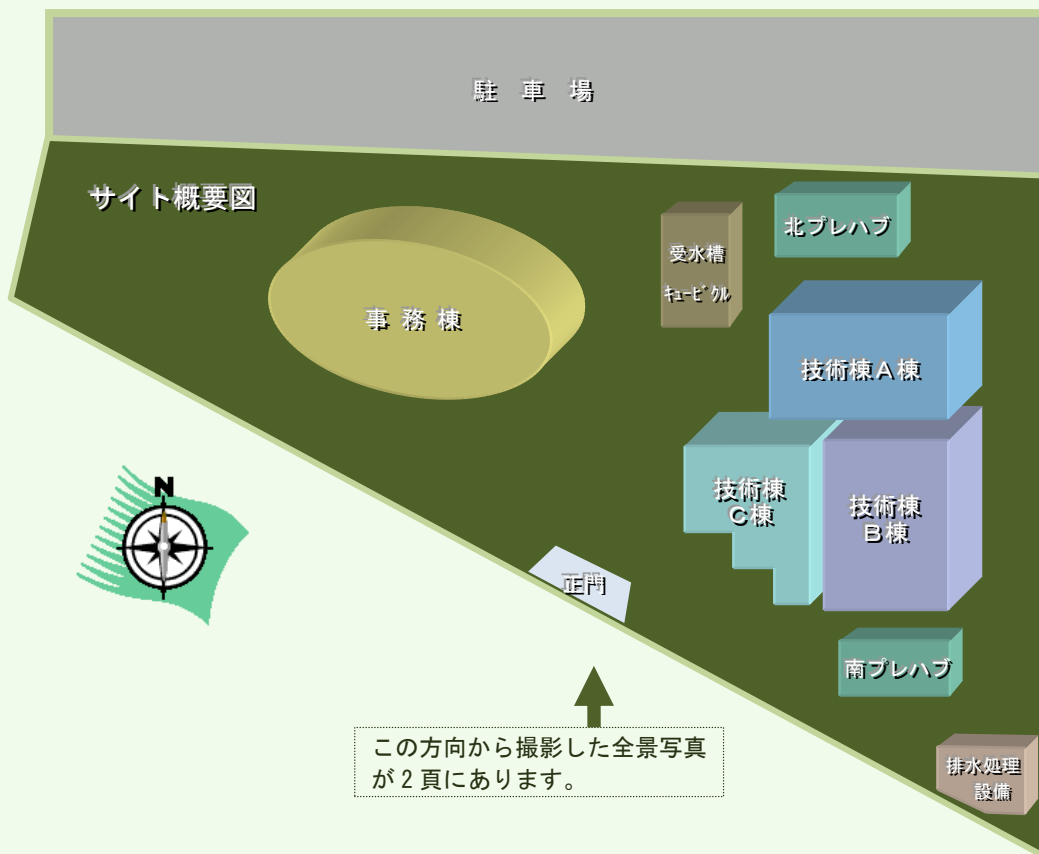 駐 車 場
サイト概要図
北プレハブ
受水槽
ｷｭｰﾋﾞｸﾙ
事 務 棟
技術棟Ａ棟
技術棟
Ｃ棟
技術棟
Ｂ棟
N
正門
南プレハブ
この方向から撮影した全景写真
が２頁にあります。
排水処理
設備